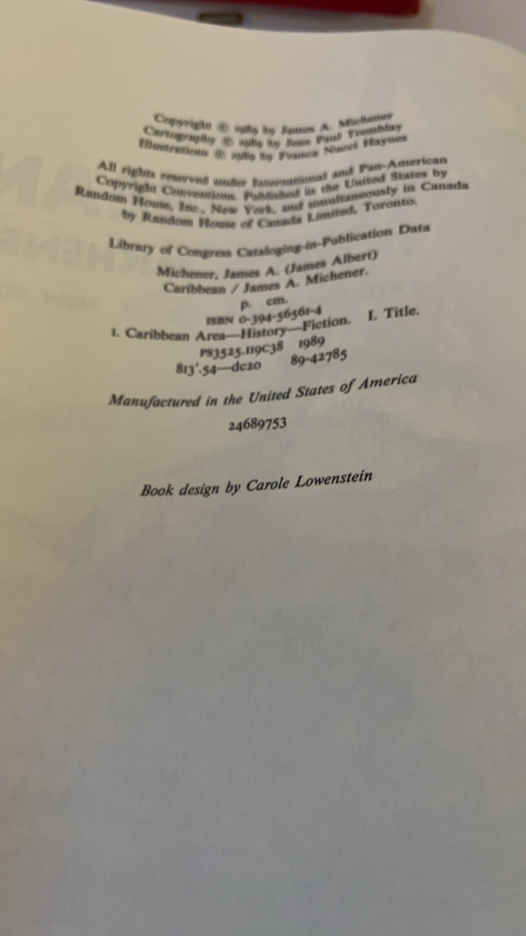 Copyright © 1989 by James A. Michener
Cartography © 1989 by Jean Paul Tremblay
Illustrations © 1989 by Franca Nucci Haynes
All rights reserved under International and Pan-American
Copyright Conventions. Published in the United States by
Random House, Inc., New York, and simultaneously in Canada
by Random House of Canada Limited, Toronto.
Library of Congress Cataloging-in-Publication Data
Michener, James A. (James Albert)
Caribbean / James A. Michener.
p. cm.
ISBN 0-394-56561-4
1. Caribbean Area—History—Fiction. I. Title.
PS3525.I19C38 1989
813'.54—dc20 89-42785
Manufactured in the United States of America
24689753
Book design by Carole Lowenstein